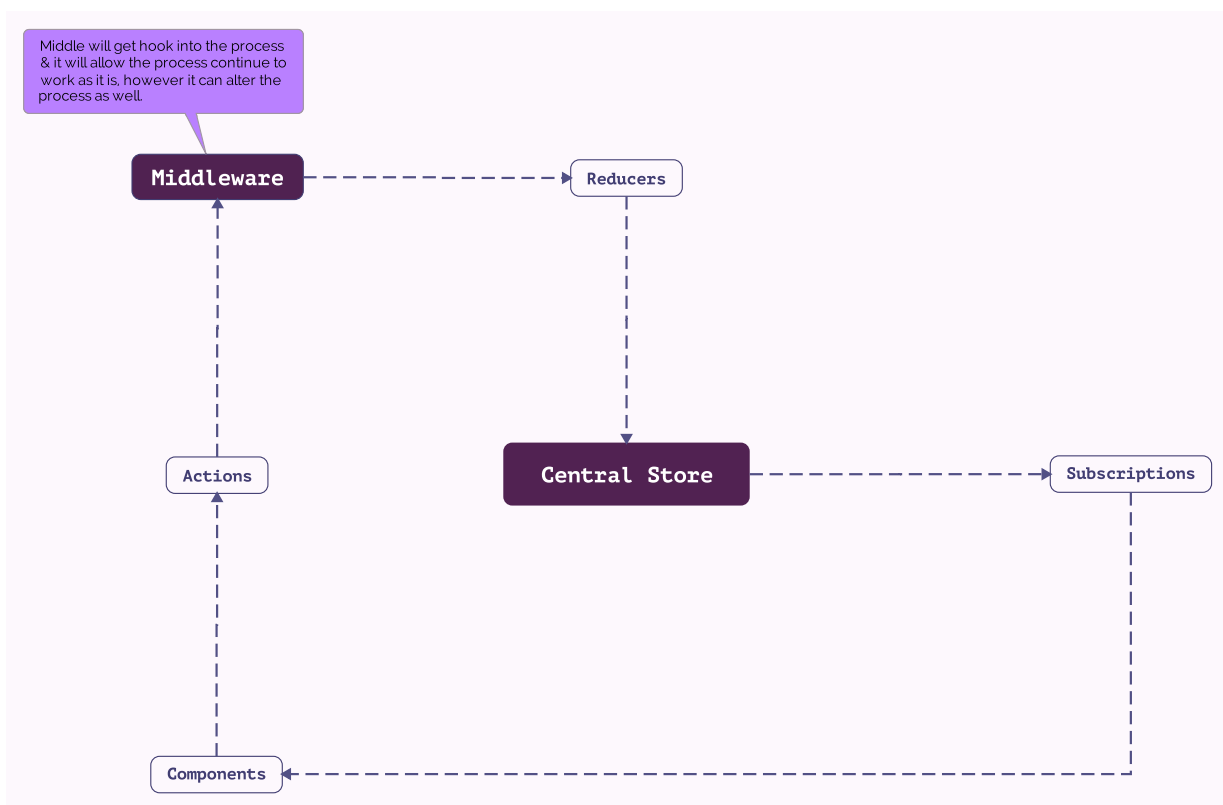 Middle will get hook into the process
& it will allow the process continue to
work as it is, however it can alter the
process as well.
Middleware
Reducers
Actions
Central Store
Subscriptions
Components